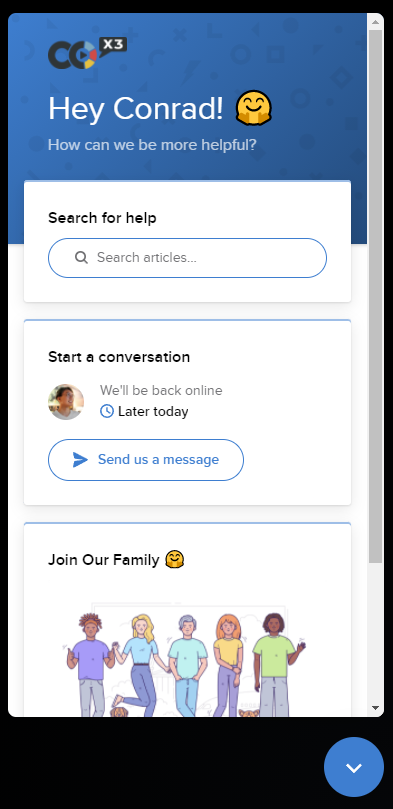 CO X3
Hey Conrad! 🤗
How can we be more helpful?
Search for help
Search articles...
Start a conversation
We'll be back online
Later today
Send us a message
Join Our Family 🤗